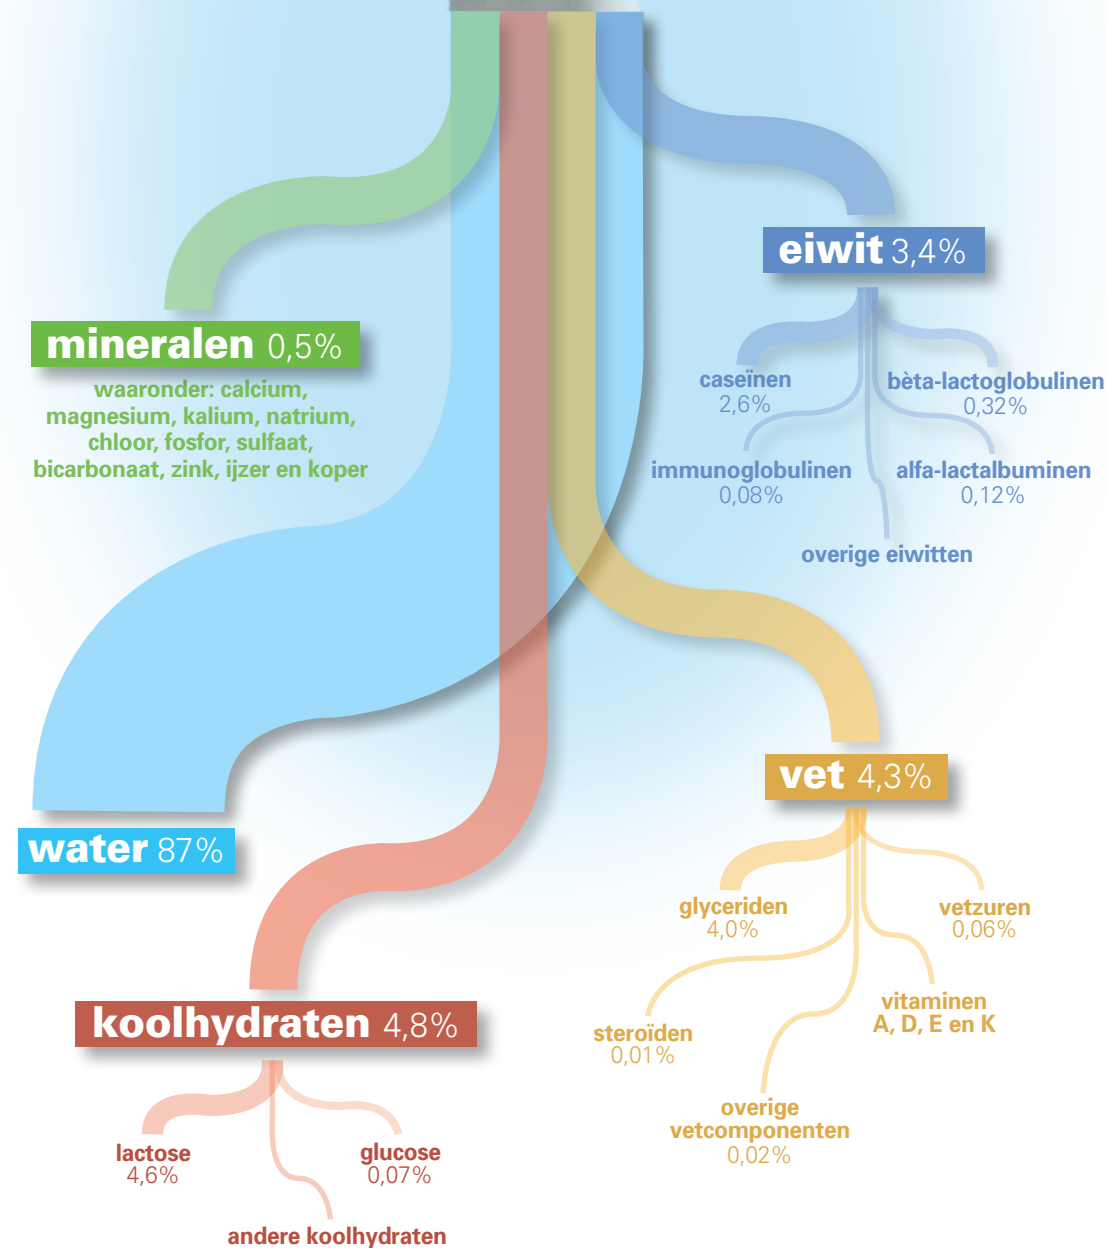 eiwit 3,4%
caseïnen
2,6%
bèta-lactoglobulinen
0,32%
immunoglobulinen
0,08%
alfa-lactalbuminen
0,12%
overige eiwitten
mineralen 0,5%
waaronder: calcium,
magnesium, kalium, natrium,
chloor, fosfor, sulfaat,
bicarbonaat, zink, ijzer en koper
vet 4,3%
glyceriden
4,0%
vetzuren
0,06%
steroïden
0,01%
vitaminen
A, D, E en K
overige
vetcomponenten
0,02%
water 87%
koolhydraten 4,8%
lactose
4,6%
glucose
0,07%
andere koolhydraten